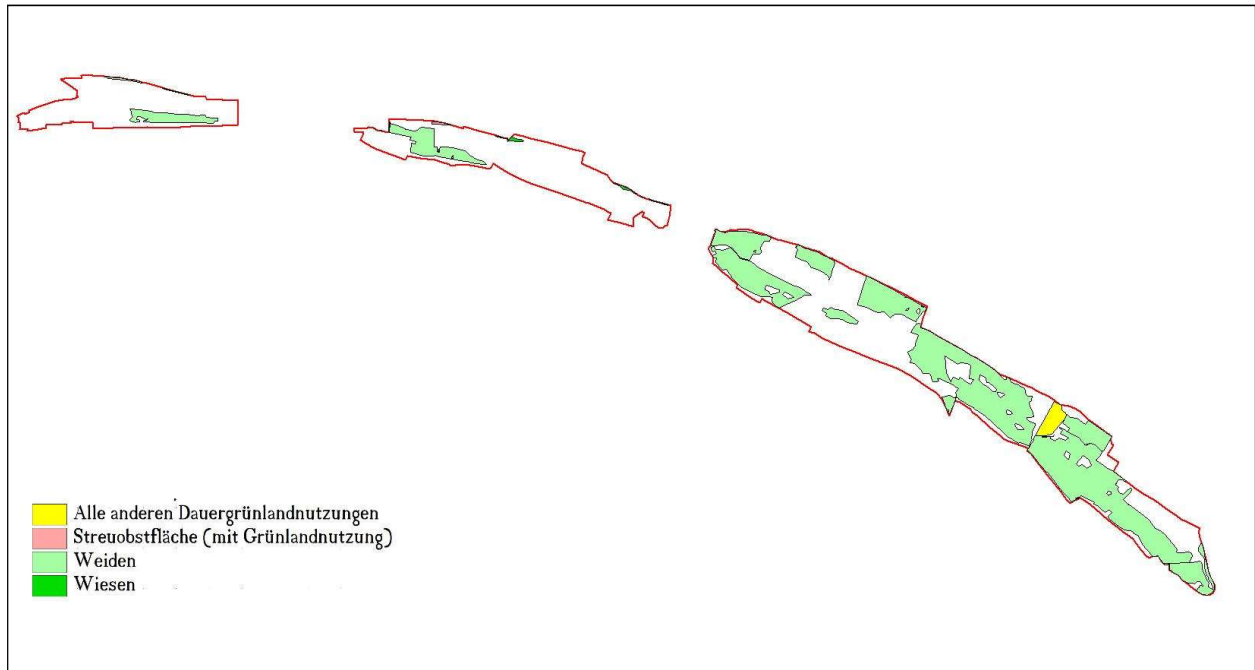 Alle anderen Dauergrünlandnutzungen
Streuobstfläche (mit Grünlandnutzung)
Weiden
Wiesen